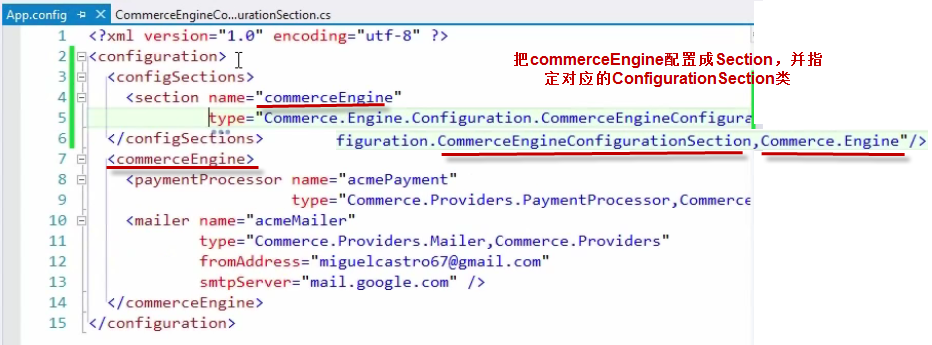 App.config CommerceEngineCo...urationSection.cs
1 <?xml version="1.0" encoding="utf-8" ?>
2 <configuration>
把commerceEngine配置成Section，并指
3 <configSections>
定对应的ConfigurationSection类
4 <section name="commerceEngine"
5 type="Commerce.Engine.Configuration.CommerceEngineConfigura
6 </configSections>
figuration.CommerceEngineConfigurationSection,Commerce.Engine"/>
7 <commerceEngine>
8 <paymentProcessor name="acmePayment"
9 type="Commerce.Providers.PaymentProcessor,Commerce
10 <mailer name="acmeMailer"
11 type="Commerce.Providers.Mailer,Commerce.Providers"
12 fromAddress="miguelcastro67@gmail.com"
13 smtpServer="mail.google.com" />
14 </commerceEngine>
15 </configuration>